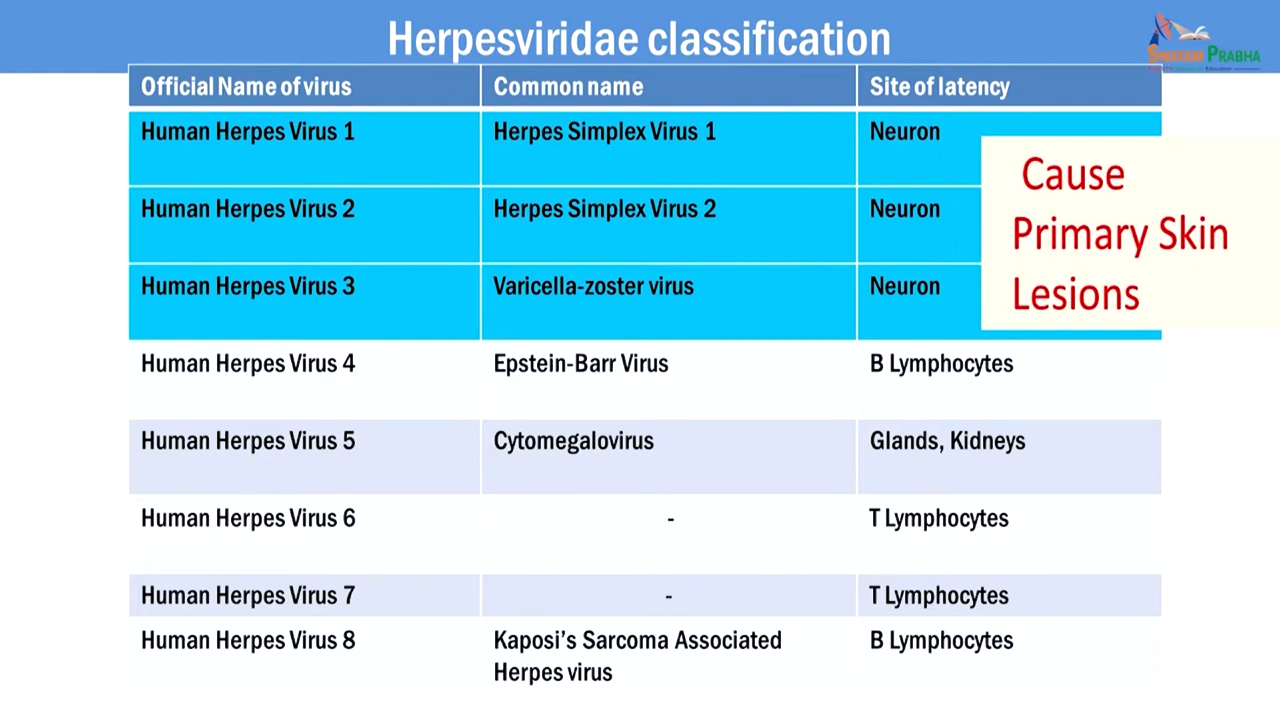 Herpesviridae classification
SWAYAM PRABHA
Official Name of virus Common name Site of latency
Human Herpes Virus 1 Herpes Simplex Virus 1 Neuron
Human Herpes Virus 2 Herpes Simplex Virus 2 Neuron
Human Herpes Virus 3 Varicella-zoster virus Neuron
Cause
Primary Skin
Lesions
Human Herpes Virus 4 Epstein-Barr Virus B Lymphocytes
Human Herpes Virus 5 Cytomegalovirus Glands, Kidneys
Human Herpes Virus 6 - T Lymphocytes
Human Herpes Virus 7 - T Lymphocytes
Human Herpes Virus 8 Kaposi’s Sarcoma Associated B Lymphocytes
Herpes virus